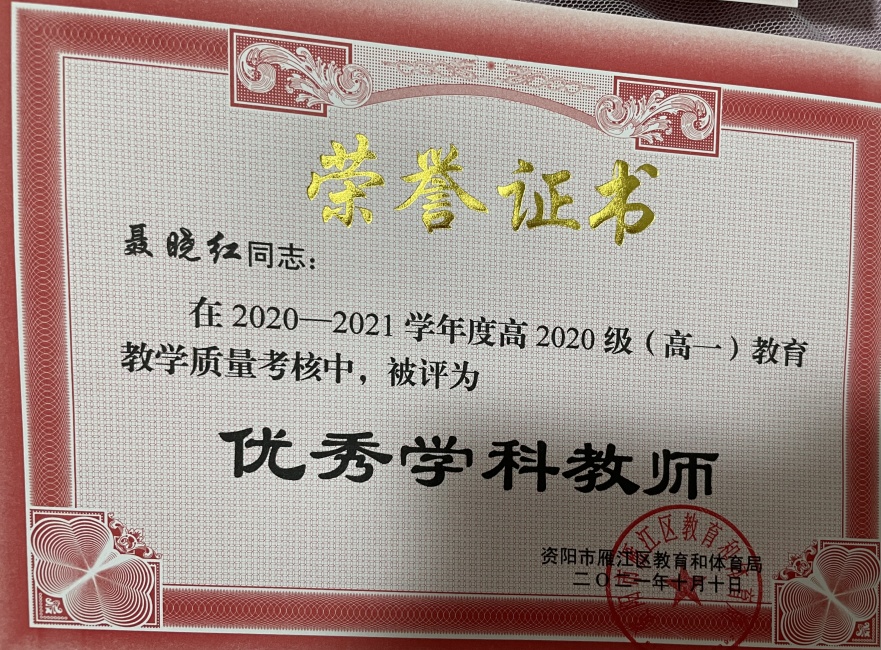 荣誉证书
聂晓红同志：
在2020—2021学年度高2020级（高一）教育
教学质量考核中，被评为
优秀学科教师
资阳市雁江区教育和体育局
二〇二一年十月十日